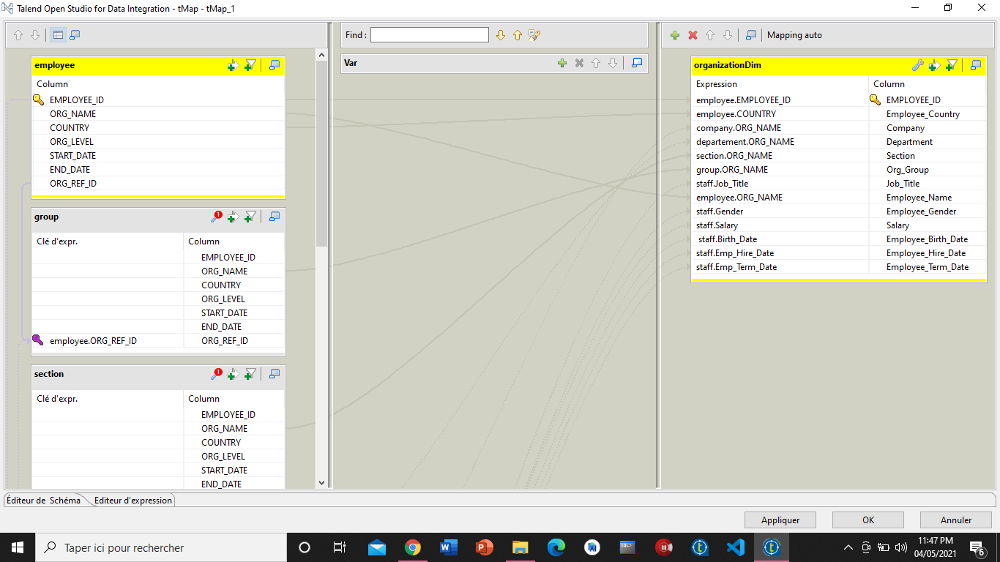 Talend Open Studio for Data Integration - tMap - tMap_1
Find :
Mapping auto
employee
Column
EMPLOYEE_ID
ORG_NAME
COUNTRY
ORG_LEVEL
START_DATE
END_DATE
ORG_REF_ID
group
1
Clé d'expr. Column
EMPLOYEE_ID
ORG_NAME
COUNTRY
ORG_LEVEL
START_DATE
END_DATE
employee.ORG_REF_ID ORG_REF_ID
section
1
Clé d'expr. Column
EMPLOYEE_ID
ORG_NAME
COUNTRY
ORG_LEVEL
START_DATE
END_DATE
Var
organizationDim
Expression Column
employee.EMPLOYEE_ID EMPLOYEE_ID
employee.COUNTRY Employee_Country
company.ORG_NAME Company
departement.ORG_NAME Department
section.ORG_NAME Section
group.ORG_NAME Org_Group
staff.Job_Title Job_Title
employee.ORG_NAME Employee_Name
staff.Gender Employee_Gender
staff.Salary Salary
staff.Birth_Date Employee_Birth_Date
staff.Emp_Hire_Date Employee_Hire_Date
staff.Emp_Term_Date Employee_Term_Date
Éditeur de Schéma Editeur d'expression
Appliquer OK Annuler
Taper ici pour rechercher
11:47 PM
04/05/2021
6